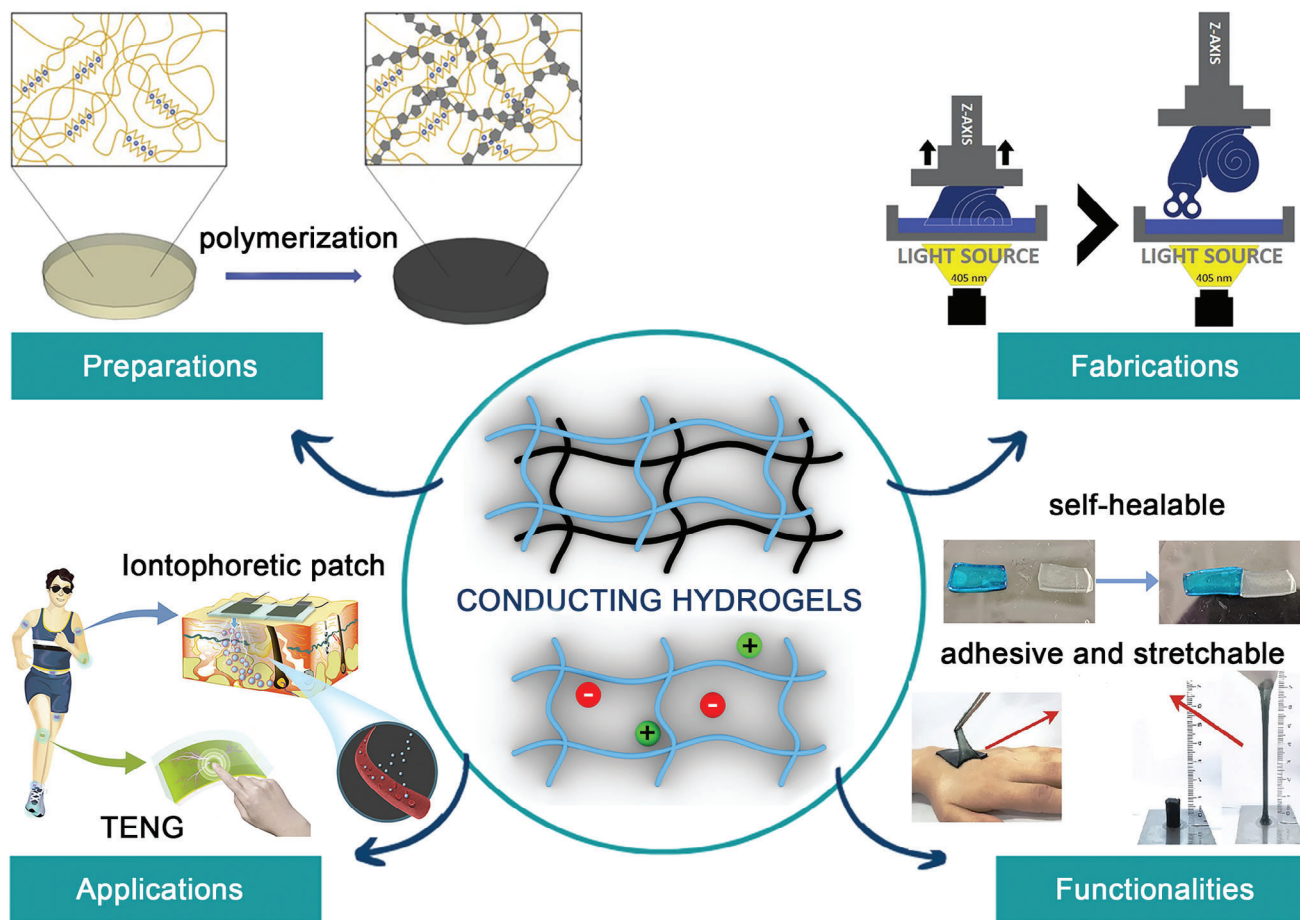 Z-AXIS
Z-AXIS
polymerization
LIGHT SOURCE
405 nm
LIGHT SOURCE
405 nm
Preparations
Fabrications
self-healable
Iontophoretic patch
CONDUCTING HYDROGELS
adhesive and stretchable
+
-
-
+
TENG
Applications
Functionalities